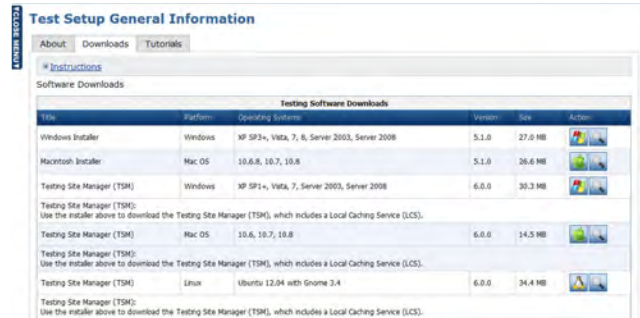 CLOSE MENU
Test Setup General Information
About Downloads Tutorials
Instructions
Software Downloads
Testing Software Downloads
Title Platform Operating Systems Version Size Action
Windows Installer Windows XP SP3+, Vista, 7, 8, Server 2003, Server 2008 5.1.0 27.0 MB
Macintosh Installer Mac OS 10.6.8, 10.7, 10.8 5.1.0 26.6 MB
Testing Site Manager (TSM) Windows XP SP1+, Vista, 7, Server 2003, Server 2008 6.0.0 30.3 MB
Testing Site Manager (TSM):
Use the installer above to download the Testing Site Manager (TSM), which includes a Local Caching Service (LCS).
Testing Site Manager (TSM) Mac OS 10.6, 10.7, 10.8 6.0.0 14.5 MB
Testing Site Manager (TSM):
Use the installer above to download the Testing Site Manager (TSM), which includes a Local Caching Service (LCS).
Testing Site Manager (TSM) Linux Ubuntu 12.04 with Gnome 3.4 6.0.0 34.4 MB
Testing Site Manager (TSM):
Use the installer above to download the Testing Site Manager (TSM), which includes a Local Caching Service (LCS).